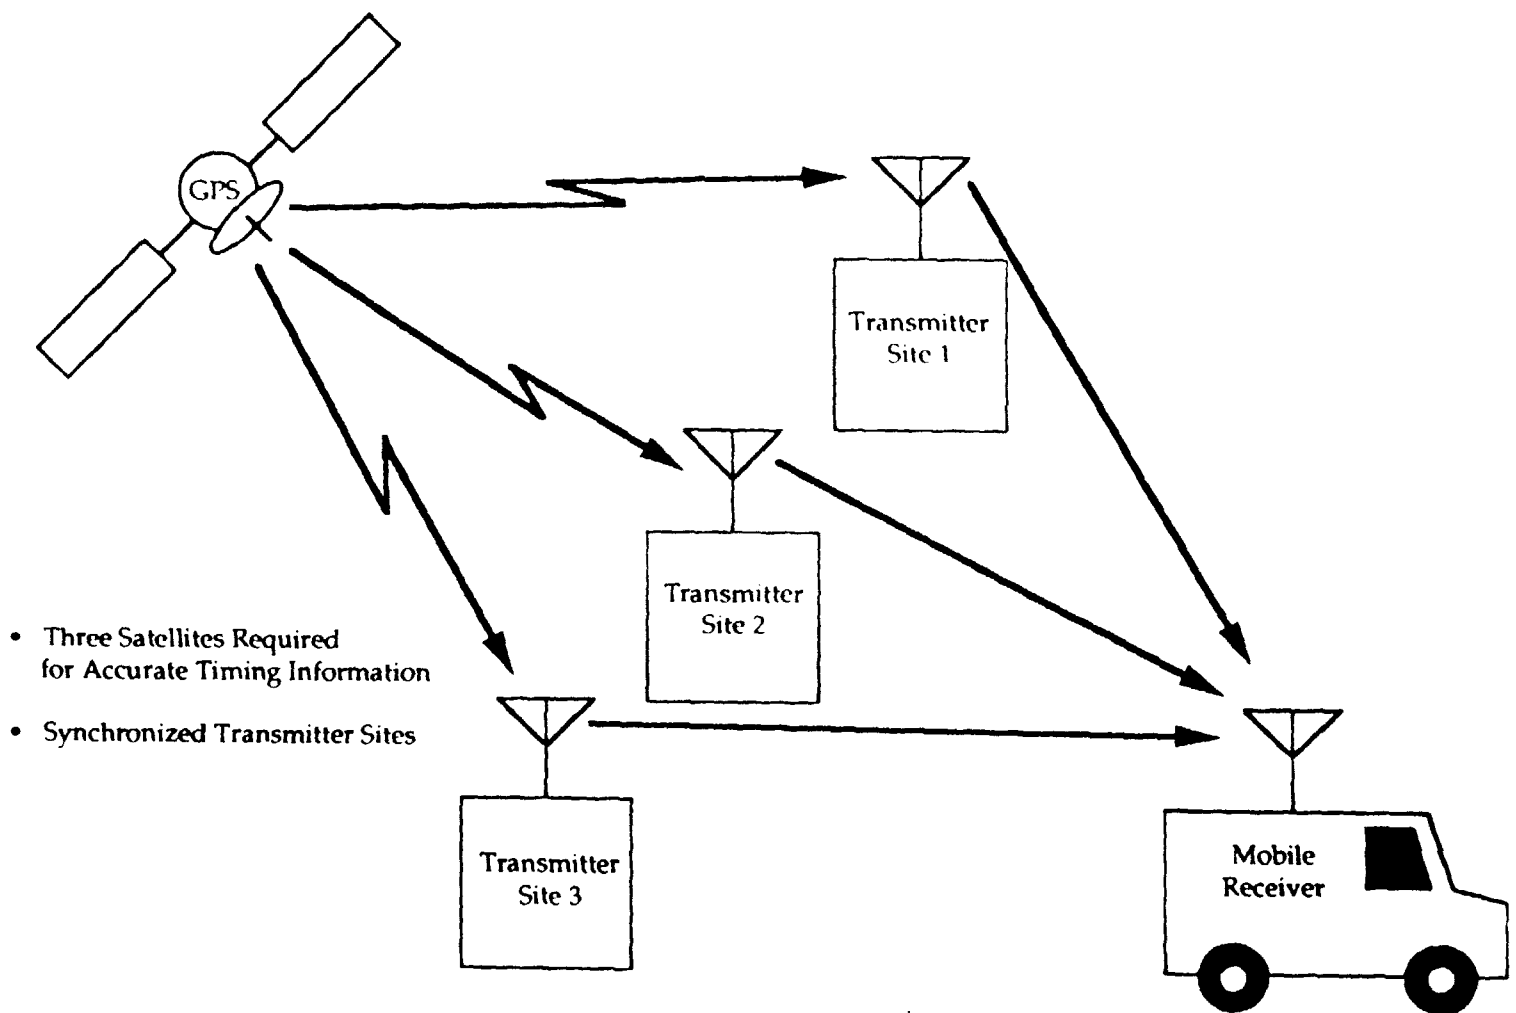 GPS
Transmitter
Site 1
Transmitter
Site 2
• Three Satellites Required
for Accurate Timing Information
• Synchronized Transmitter Sites
Transmitter
Site 3
Mobile
Receiver